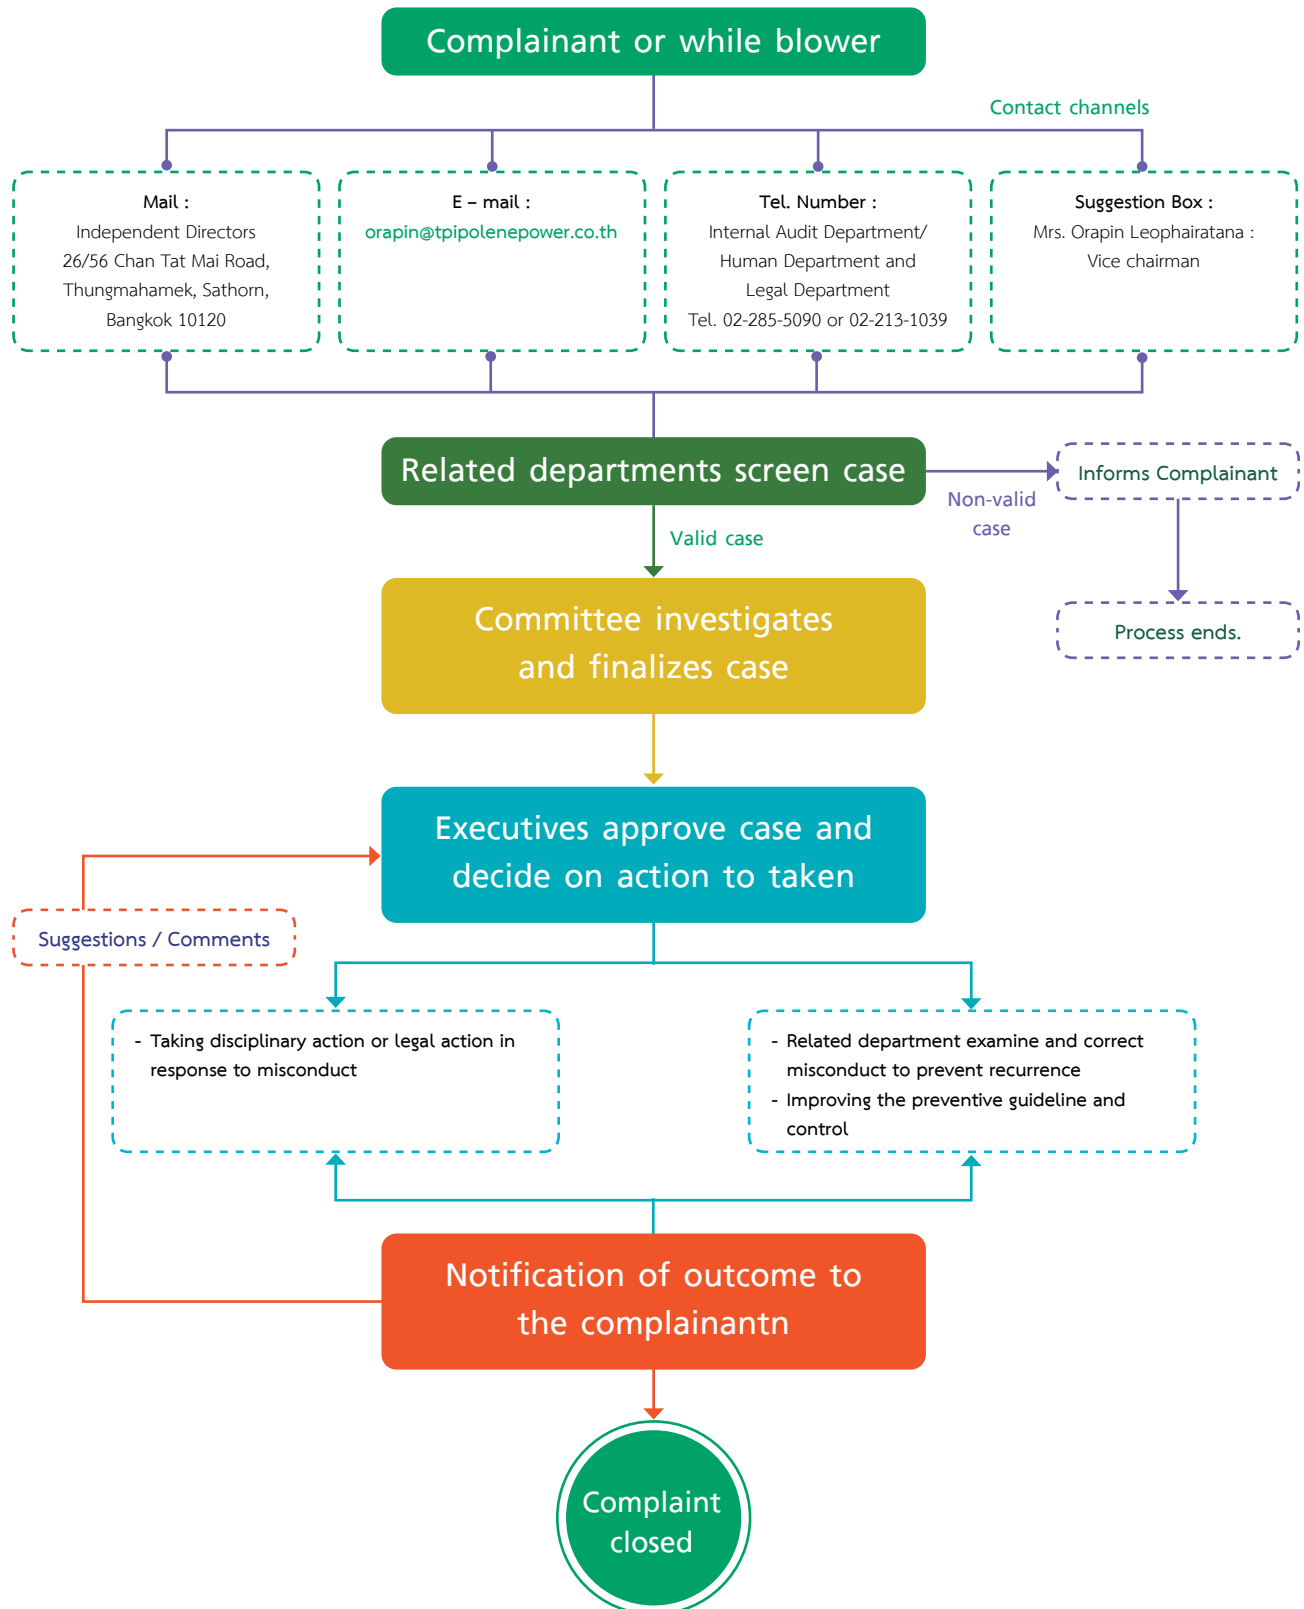 Complainant or while blower
Contact channels
Mail :
Independent Directors
26/56 Chan Tat Mai Road,
Thungmahamek, Sathorn,
Bangkok 10120
E – mail :
orapin@tpipolenepower.co.th
Tel. Number :
Internal Audit Department/
Human Department and
Legal Department
Tel. 02-285-5090 or 02-213-1039
Suggestion Box :
Mrs. Orapin Leophairatana :
Vice chairman
Related departments screen case
Non-valid
case
Informs Complainant
Valid case
Process ends.
Committee investigates
and finalizes case
Executives approve case and
decide on action to taken
Suggestions / Comments
- Taking disciplinary action or legal action in
response to misconduct
- Related department examine and correct
misconduct to prevent recurrence
- Improving the preventive guideline and
control
Notification of outcome to
the complainantn
Complaint
closed